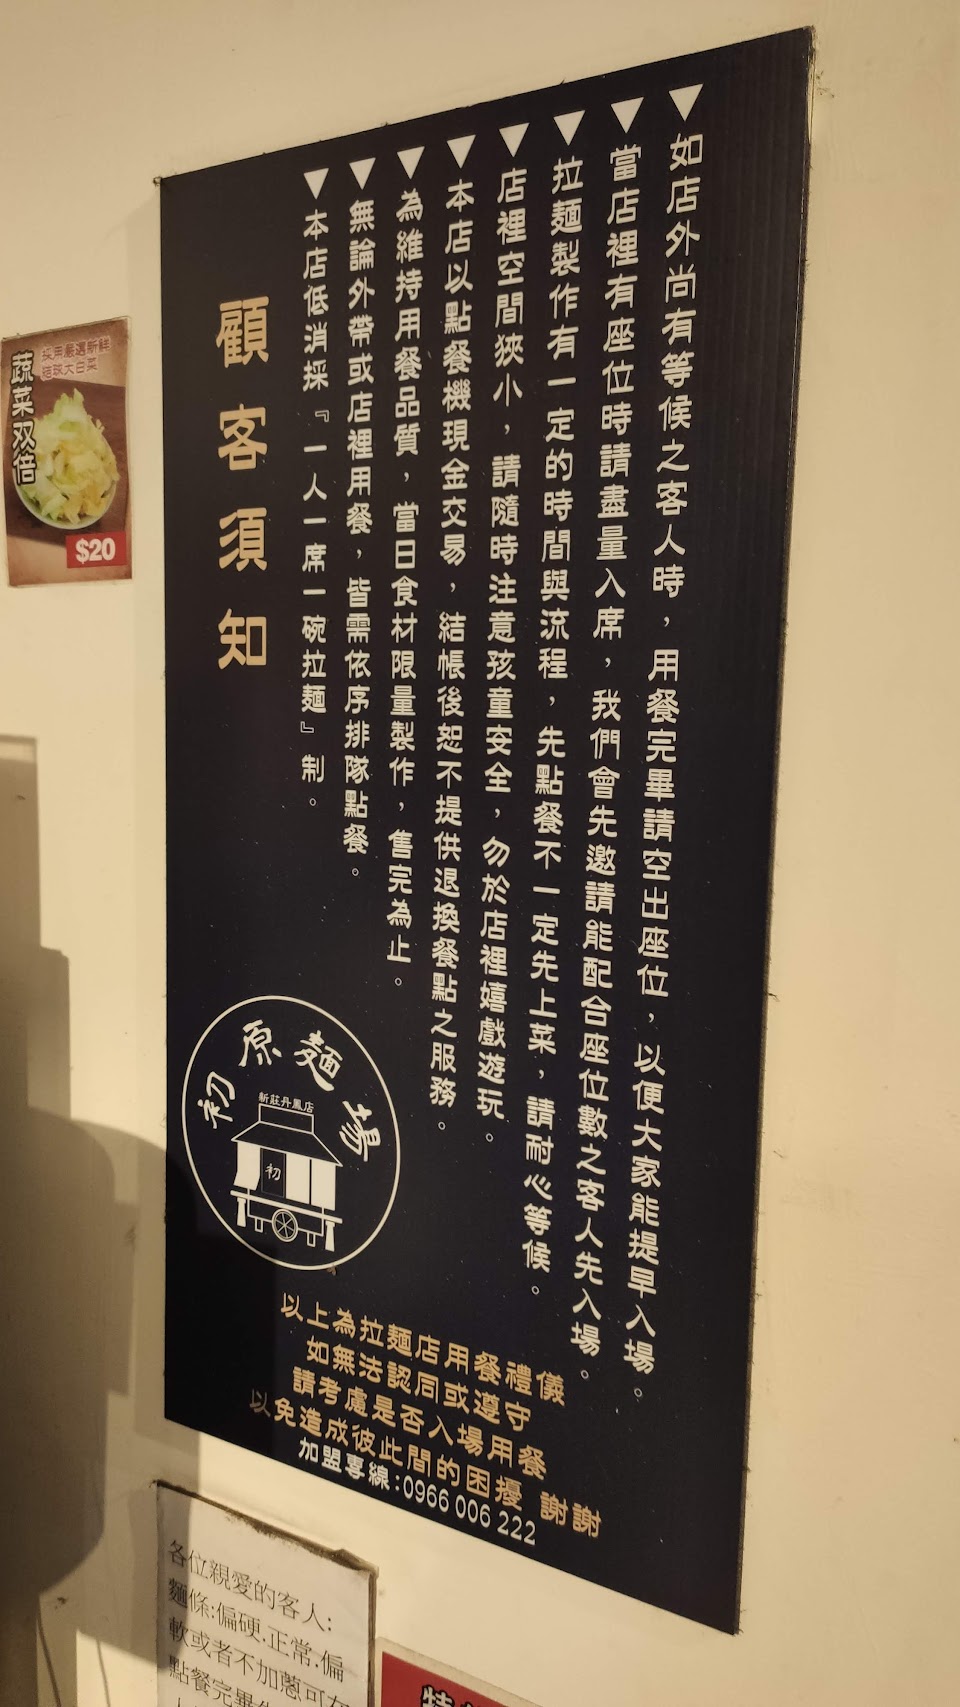 顧客須知
▼本店低消採『一人一席一碗拉麵』制。
▼無論外帶或店裡用餐，皆需依序排隊點餐。
▼為維持用餐品質，當日食材限量製作，售完為止。
▼本店以點餐機現金交易，結帳後恕不提供退換餐點之服務。
▼店裡空間狹小，請隨時注意孩童安全，勿於店裡嬉戲遊玩。
▼拉麵製作有一定的時間與流程，先點餐不一定先上菜，請耐心等候。
▼當店裡有座位時請盡量入席，我們會先邀請能配合座位數之客人先入場。
▼如店外尚有等候之客人時，用餐完畢請空出座位，以便大家能提早入場。
初原麵場
新莊丹鳳店
初
以上為拉麵店用餐禮儀
如無法認同或遵守
請考慮是否入場用餐
以免造成彼此間的困擾 謝謝
加盟專線:0966 006 222
採用嚴選新鮮
結球大白菜
蔬菜双倍
$20
各位親愛的客人:
麵條:偏硬.正常.偏
軟或者不加蔥可在
點餐完畢